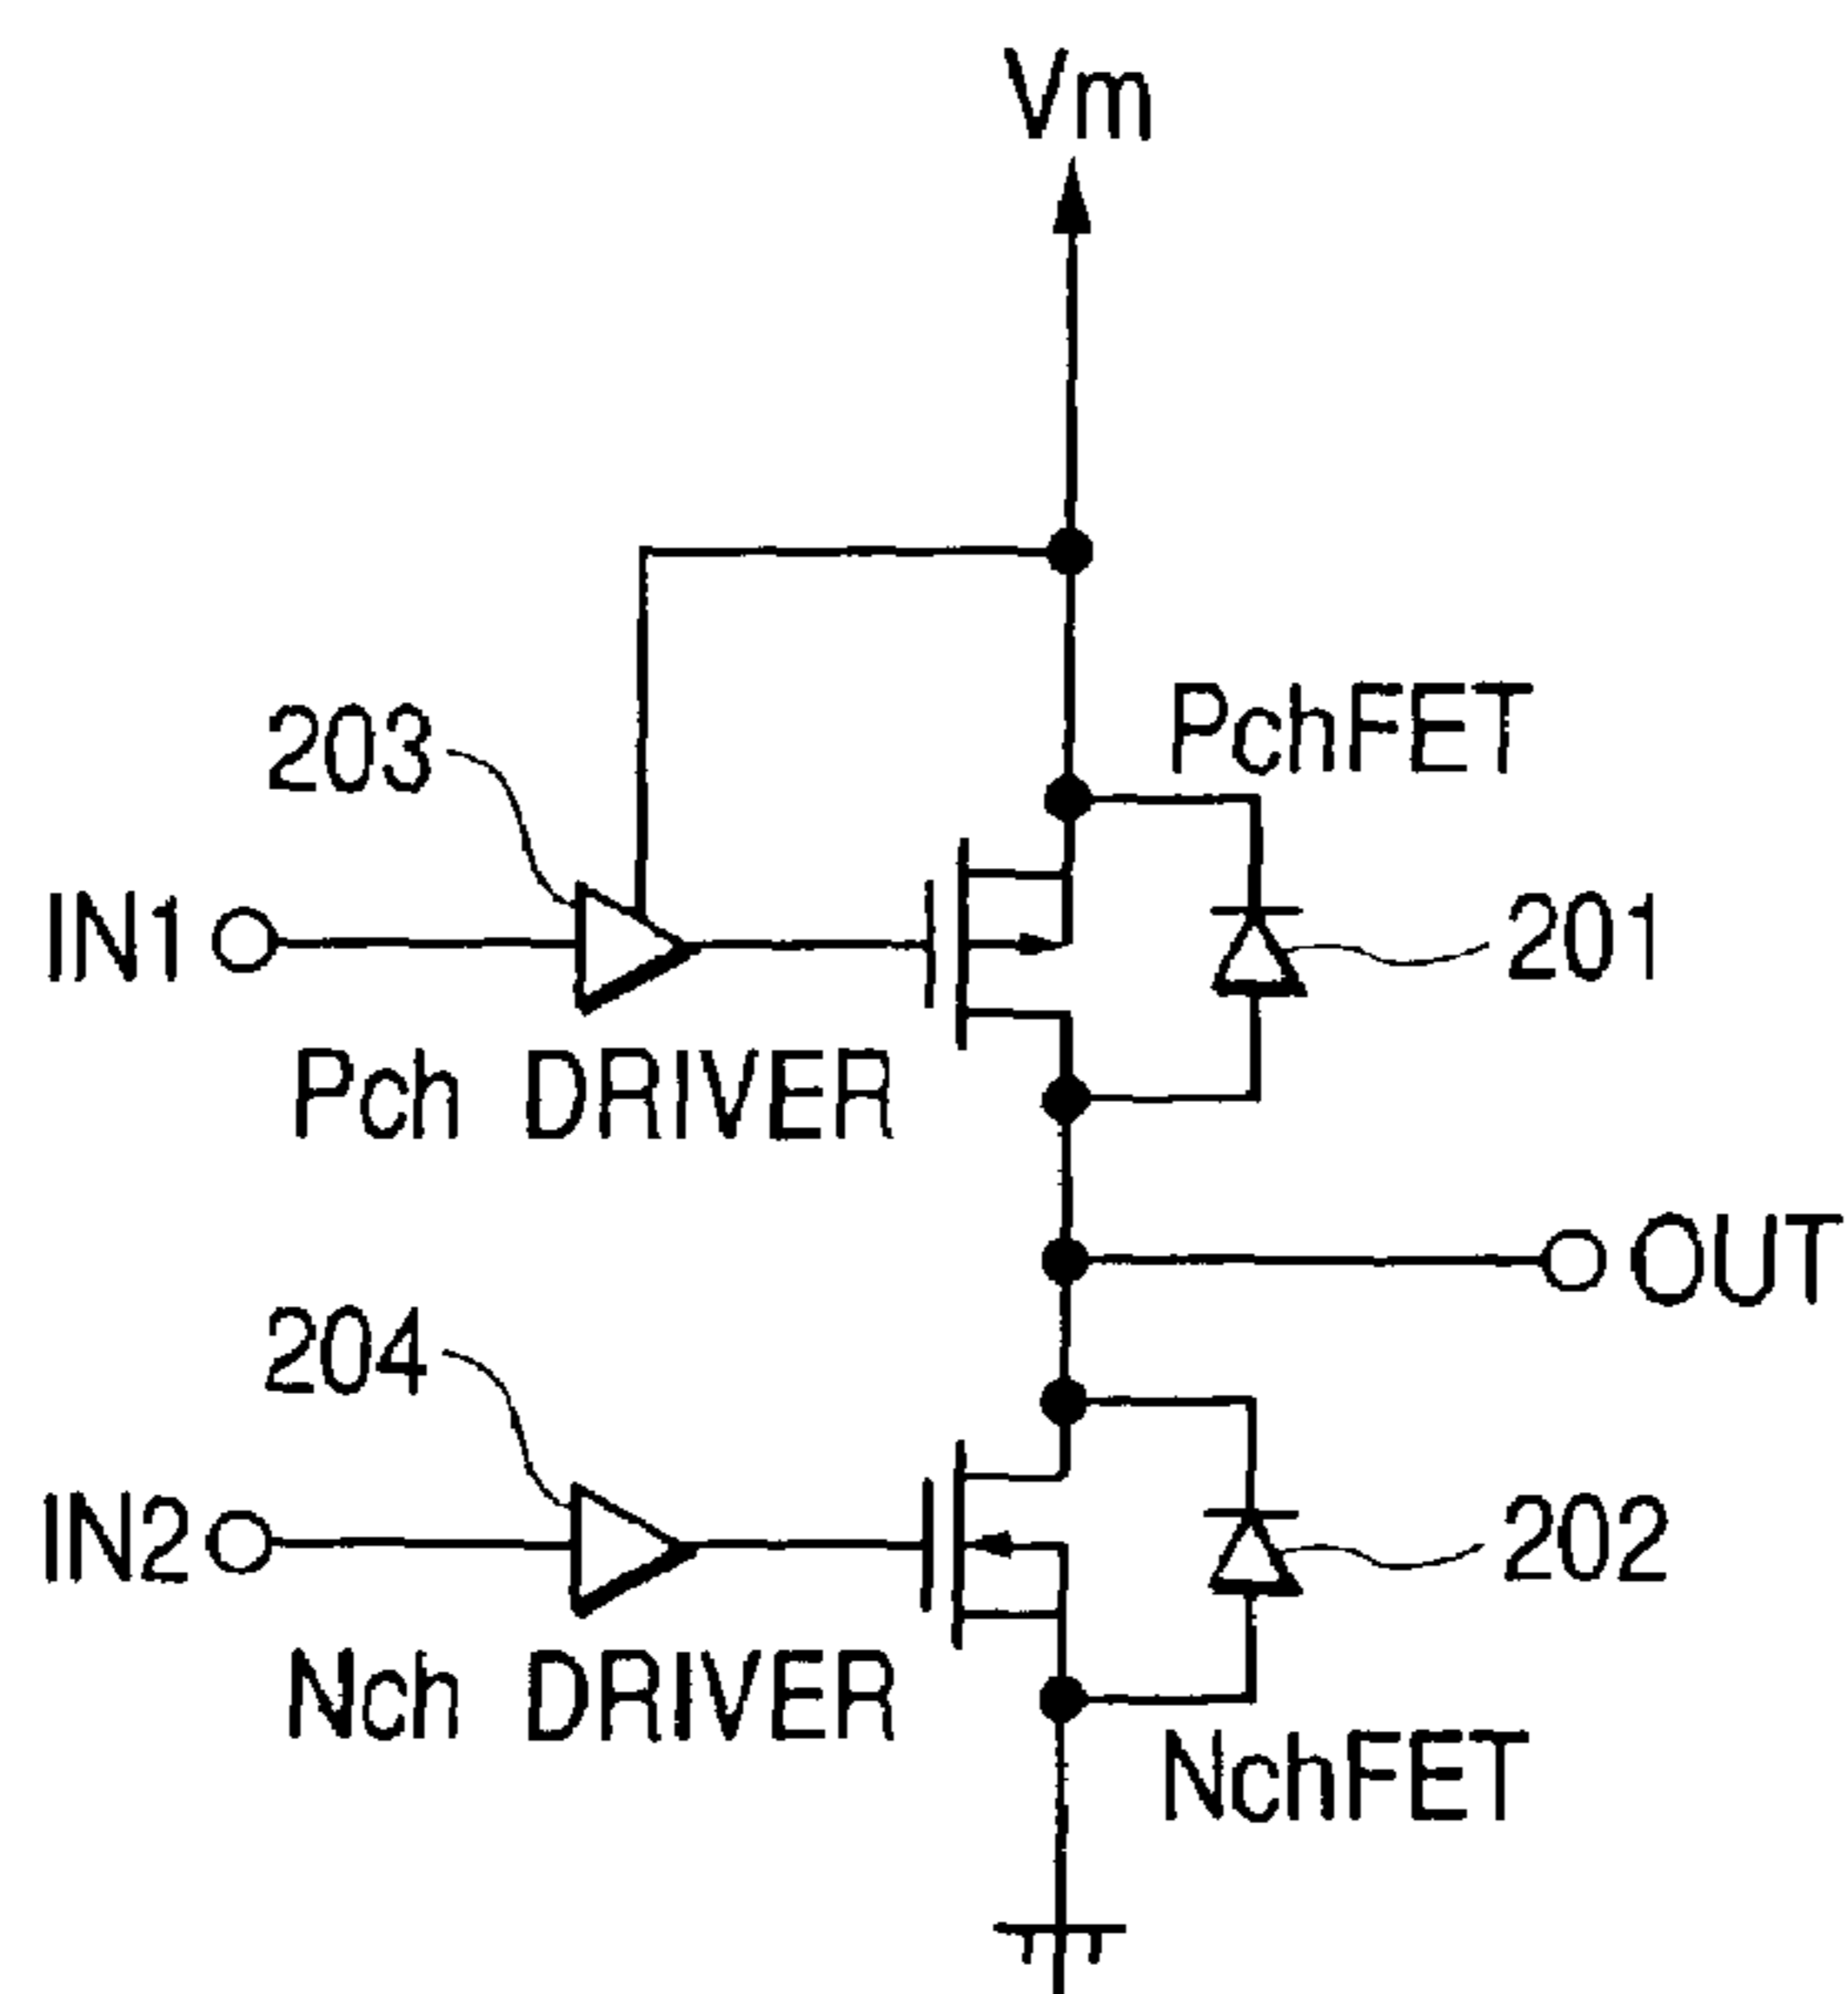 Vm
PchFET
203
IN1
201
Pch DRIVER
OUT
204
IN2
202
Nch DRIVER
NchFET